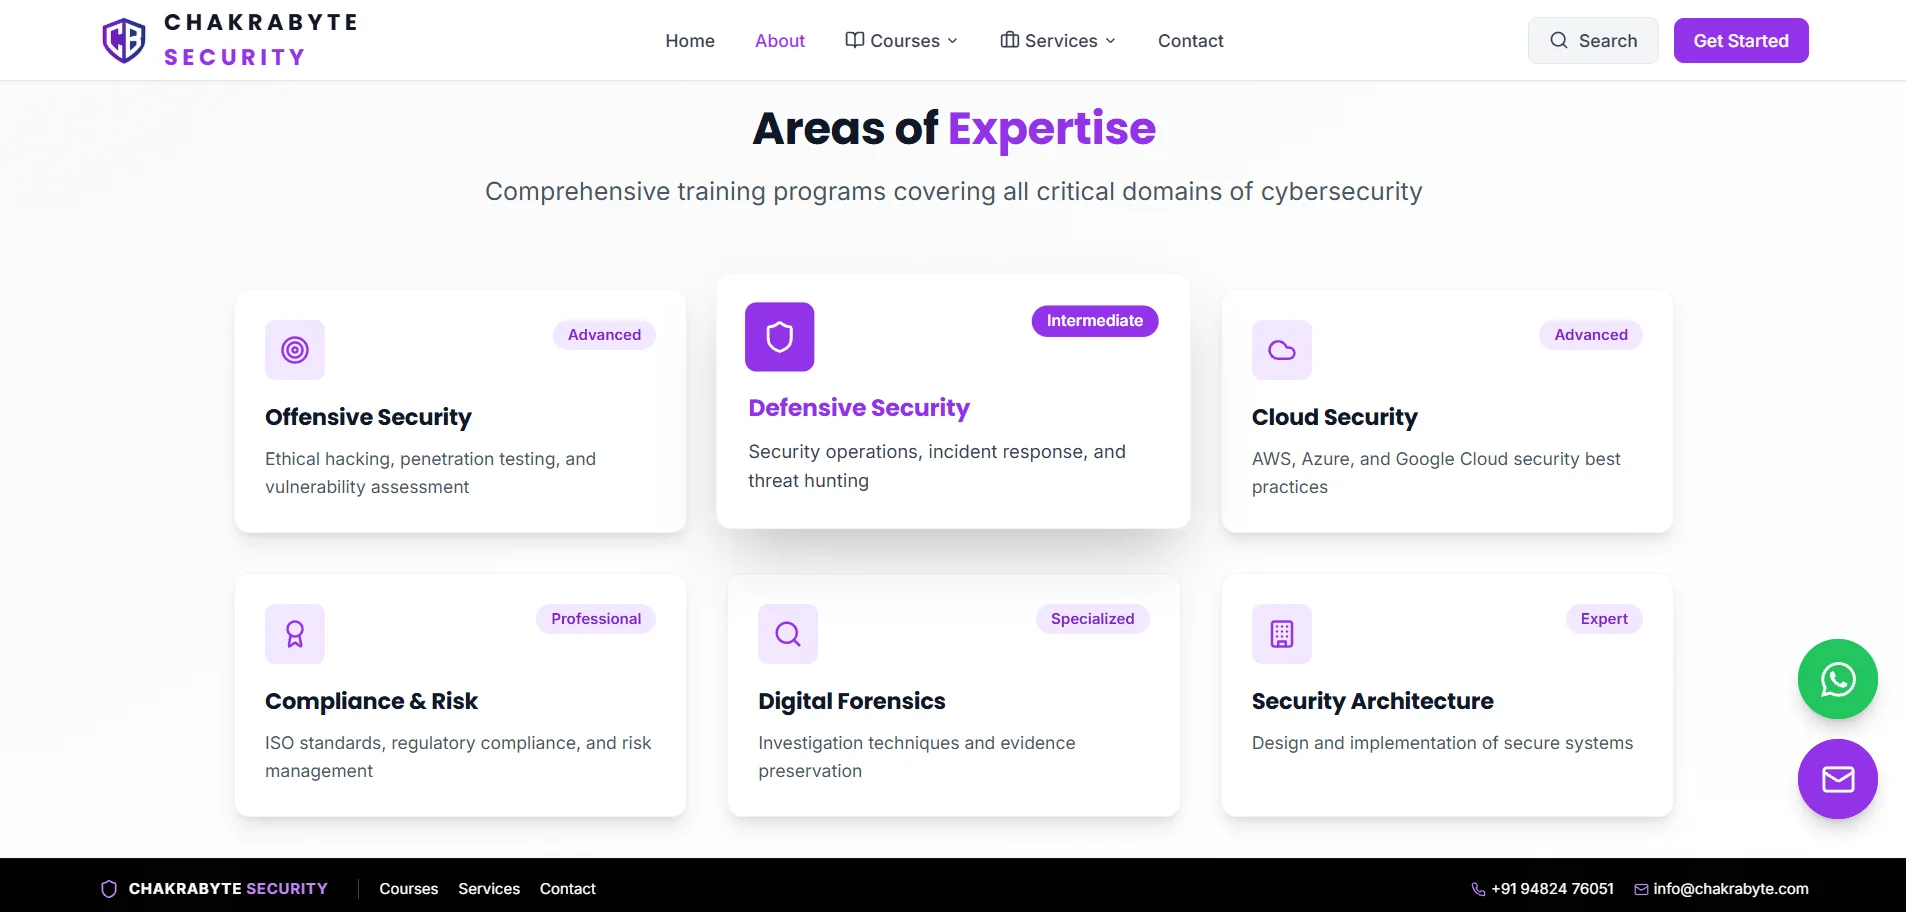 CHAKRABYTE
SECURITY
Home
About
Courses
Services
Contact
Search
Get Started
Areas of Expertise
Comprehensive training programs covering all critical domains of cybersecurity
Advanced
Offensive Security
Ethical hacking, penetration testing, and
vulnerability assessment
Intermediate
Defensive Security
Security operations, incident response, and
threat hunting
Advanced
Cloud Security
AWS, Azure, and Google Cloud security best
practices
Professional
Compliance & Risk
ISO standards, regulatory compliance, and risk
management
Specialized
Digital Forensics
Investigation techniques and evidence
preservation
Expert
Security Architecture
Design and implementation of secure systems
CHAKRABYTE SECURITY
Courses
Services
Contact
+91 94824 76051
info@chakrabyte.com